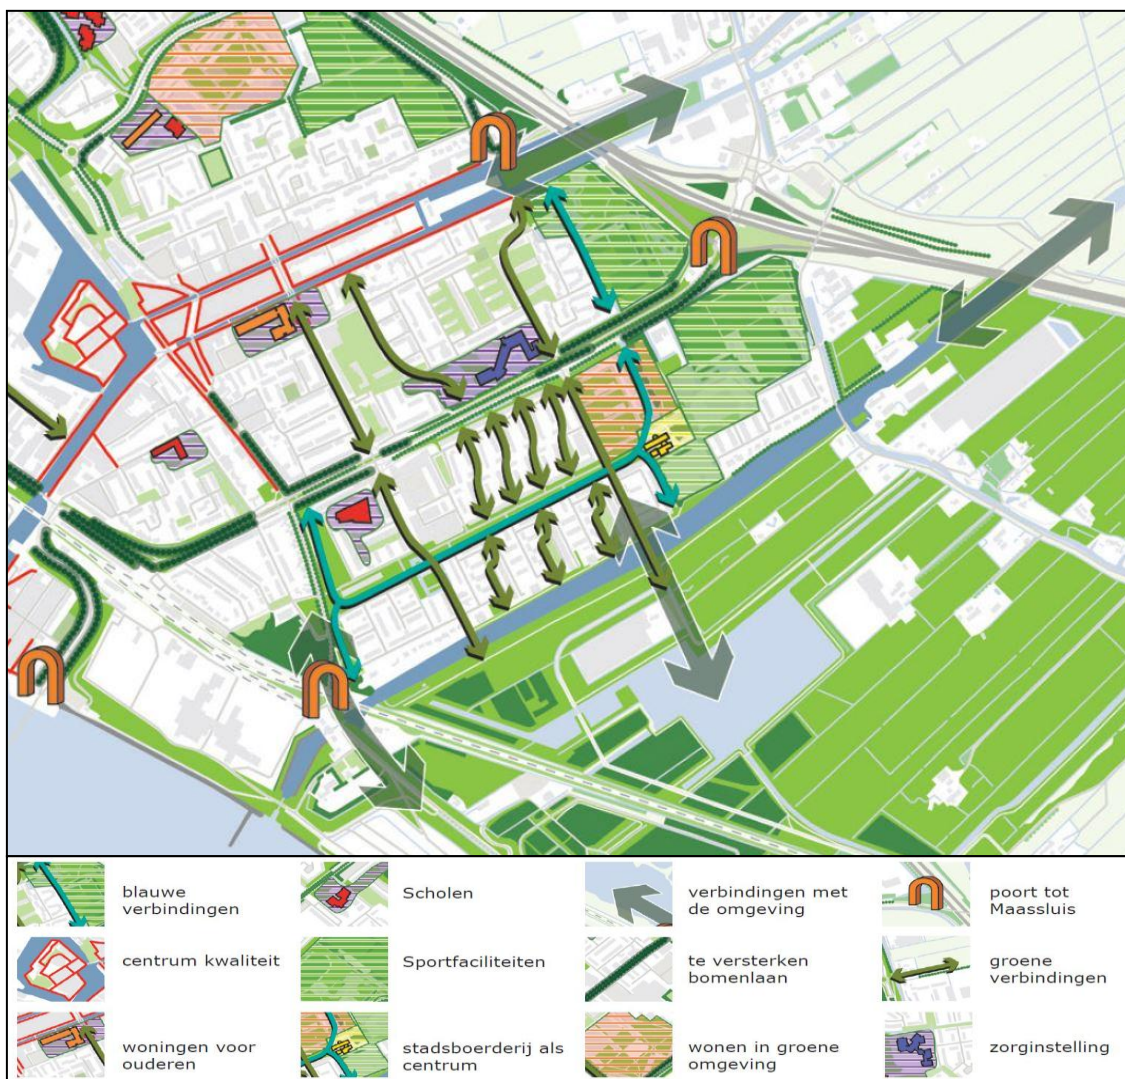 blauwe
verbindingen
Scholen
verbindingen met
de omgeving
poort tot
Maassluis
centrum kwaliteit
Sportfaciliteiten
te versterken
bomenlaan
groene
verbindingen
woningen voor
ouderen
stadsboerderij als
centrum
wonen in groene
omgeving
zorginstelling